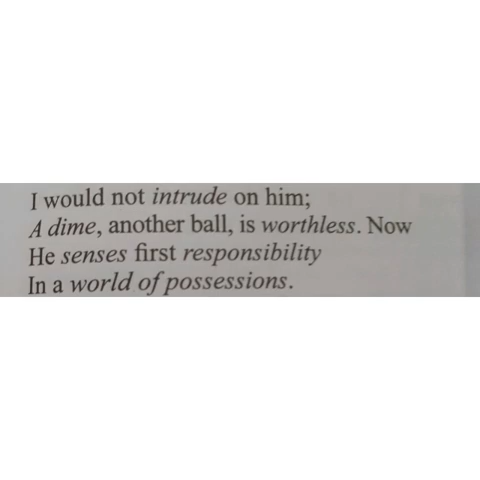 I would not intrude on him;
A dime, another ball, is worthless. Now
He senses first responsibility
In a world of possessions.